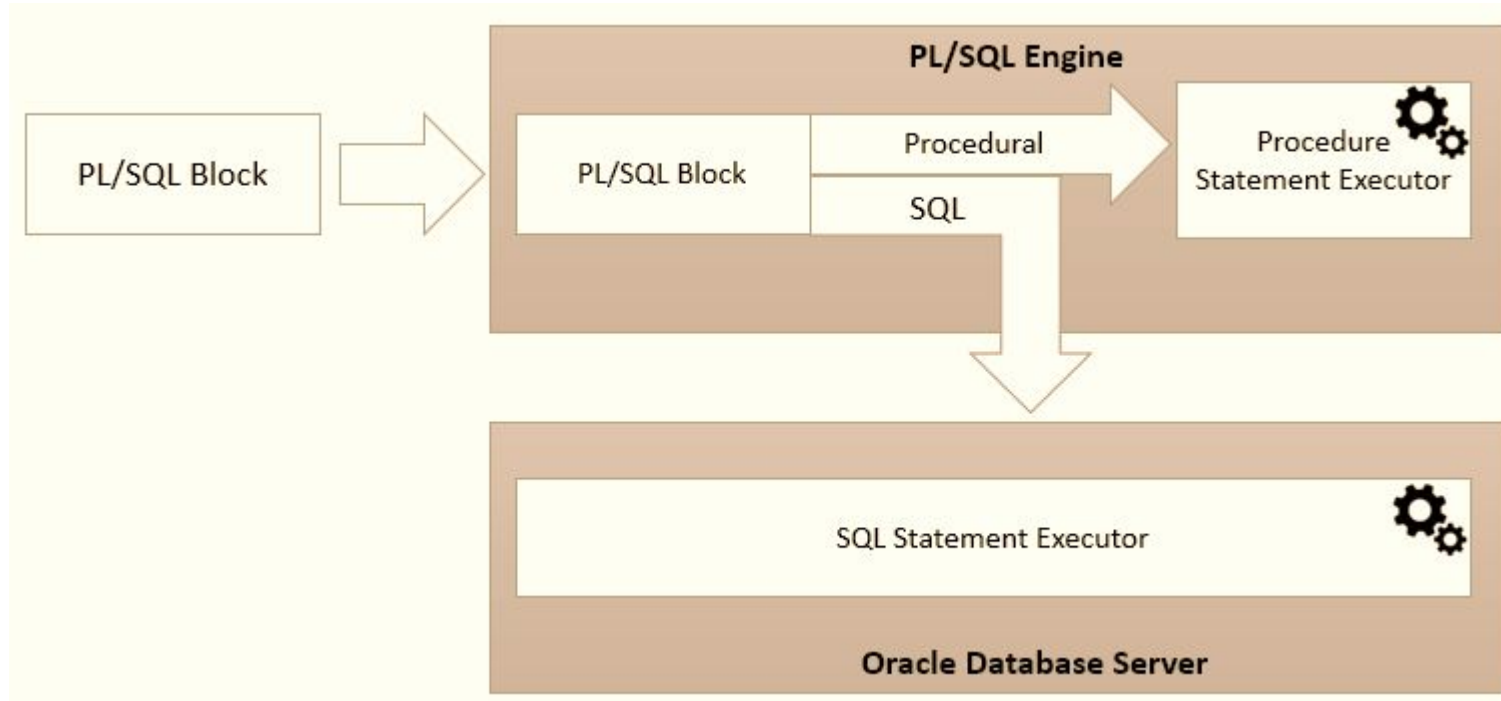 PL/SQL Engine
PL/SQL Block
PL/SQL Block
Procedural
SQL
Procedure
Statement Executor
SQL Statement Executor
Oracle Database Server